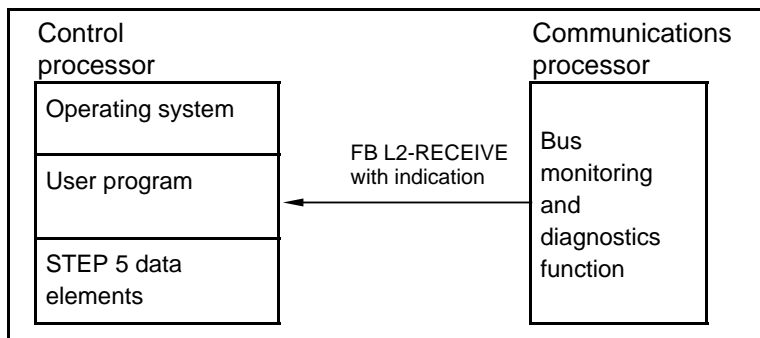 Control
processor
Communications
processor
Operating system
User program
STEP 5 data
elements
FB L2-RECEIVE
with indication
Bus
monitoring
and
diagnostics
function